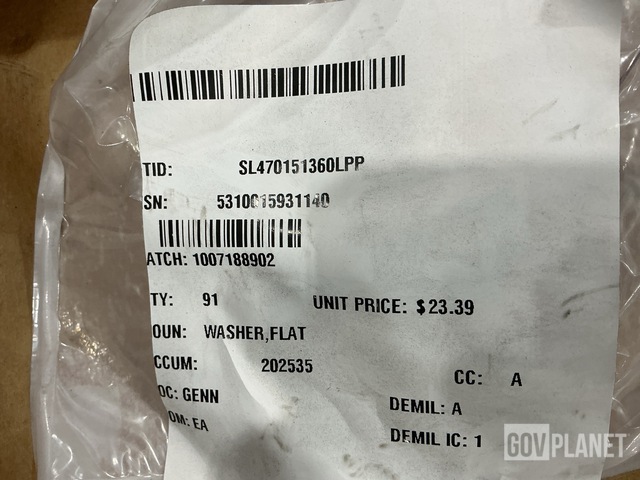 TID: SL470151360LPP
SN: 5310015931140
ATCH: 1007188902
TY: 91 UNIT PRICE: $23.39
OUN: WASHER,FLAT
CCUM: 202535
CC: A
OC: GENN
DEMIL: A
OM: EA
DEMIL IC: 1
GOVPLANET